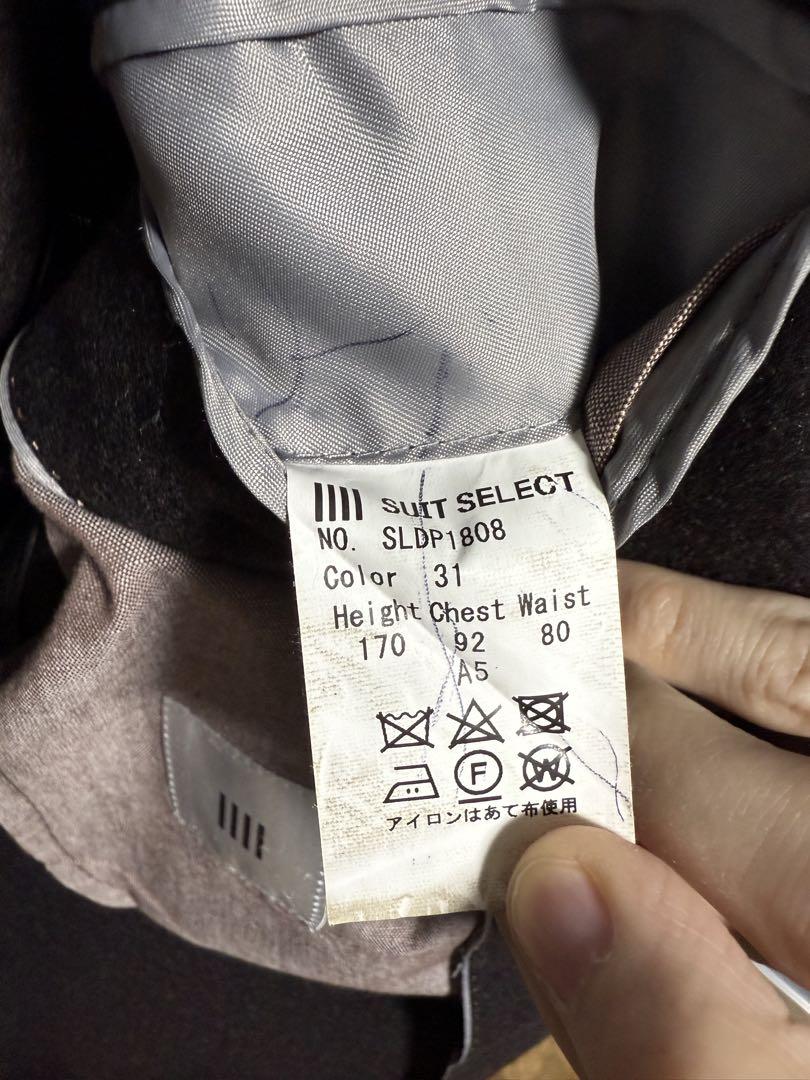 SUIT SELECT
NO. SLDP1808
Color 31
Height Chest Waist
170 92 80
A5
F
W
アイロンはあて布使用